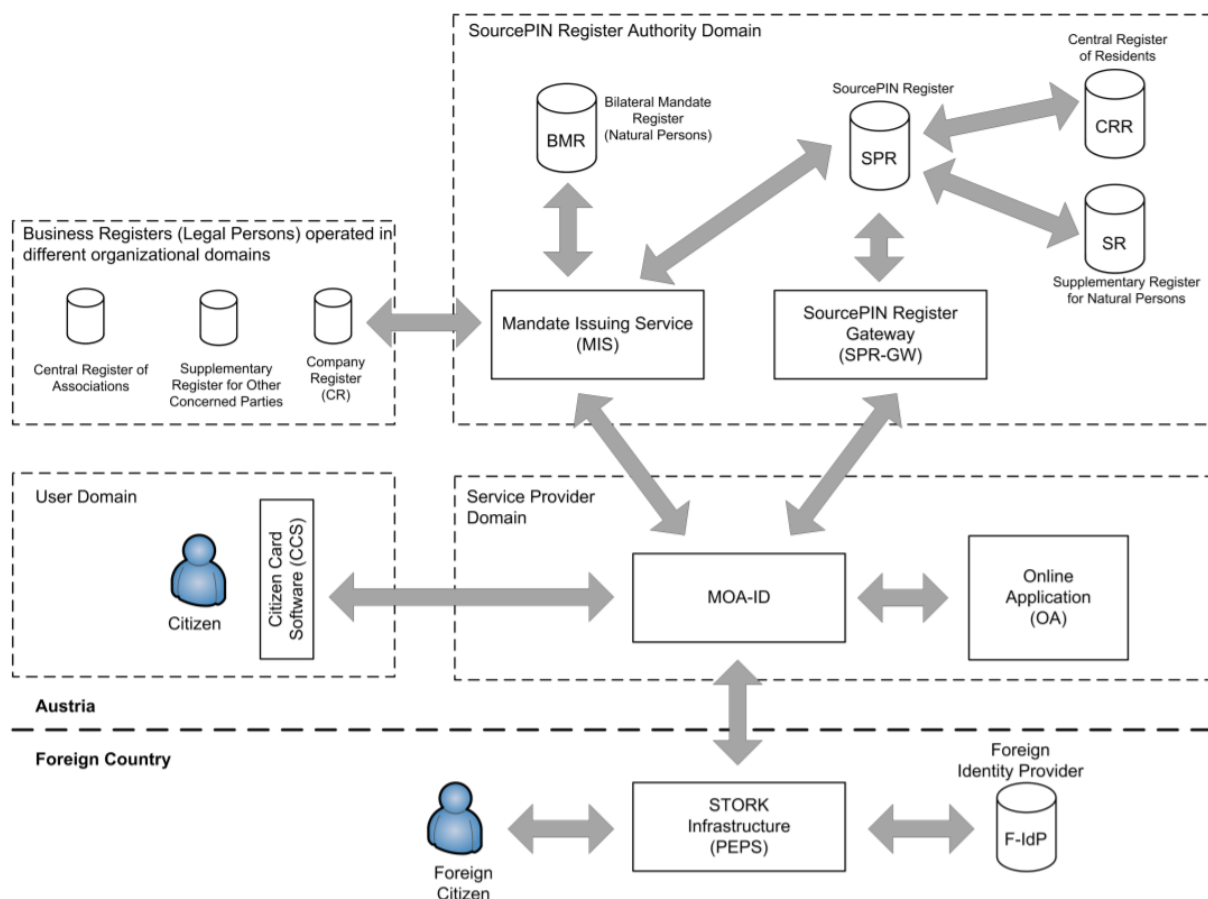 SourcePIN Register Authority Domain
Central Register
of Residents
SourcePIN Register
Bilateral Mandate
Register
(Natural Persons)
BMR
SPR
CRR
SR
Supplementary Register
for Natural Persons
Business Registers (Legal Persons) operated in
different organizational domains
Central Register of
Associations
Supplementary
Register for Other
Concerned Parties
Company
Register
(CR)
Mandate Issuing Service
(MIS)
SourcePIN Register
Gateway
(SPR-GW)
User Domain
Citizen
Citizen Card
Software (CCS)
Service Provider
Domain
MOA-ID
Online
Application
(OA)
Austria
Foreign Country
Foreign
Citizen
STORK
Infrastructure
(PEPS)
Foreign
Identity Provider
F-IdP